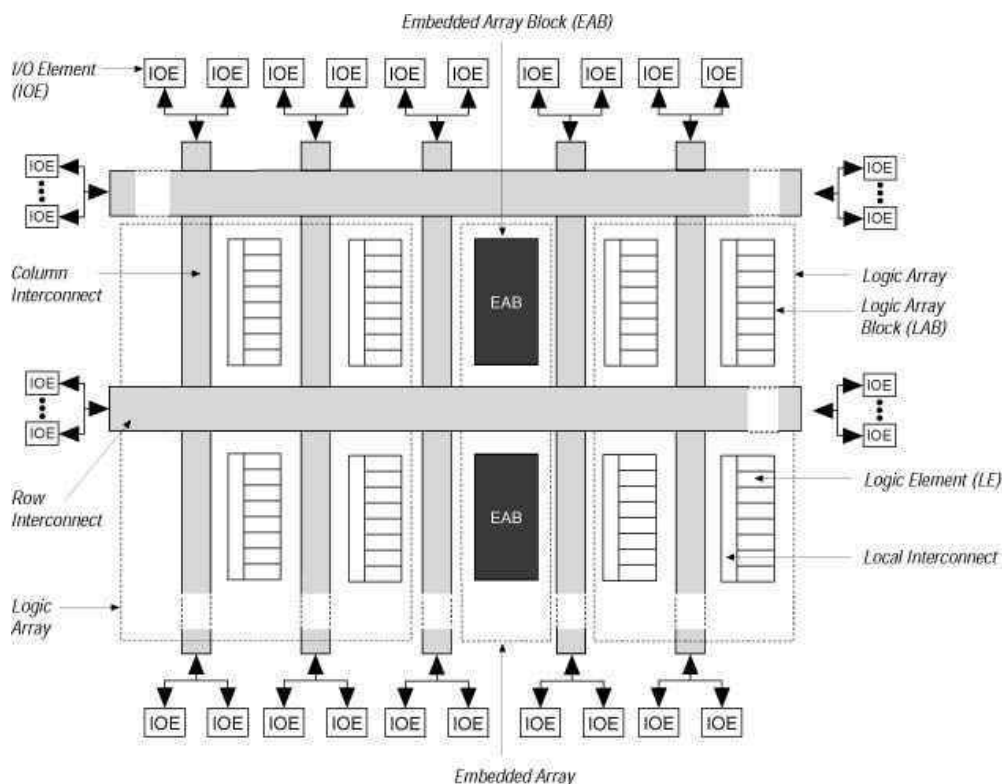 Embedded Array Block (EAB)
I/O Element
(IOE)
IOE IOE IOE IOE IOE IOE IOE IOE IOE IOE
IOE IOE
IOE IOE
Column
Interconnect
EAB
Logic Array
Logic Array
Block (LAB)
IOE IOE
IOE IOE
Row
Interconnect
EAB
Logic Element (LE)
Local Interconnect
Logic
Array
IOE IOE IOE IOE IOE IOE IOE IOE IOE IOE
Embedded Array